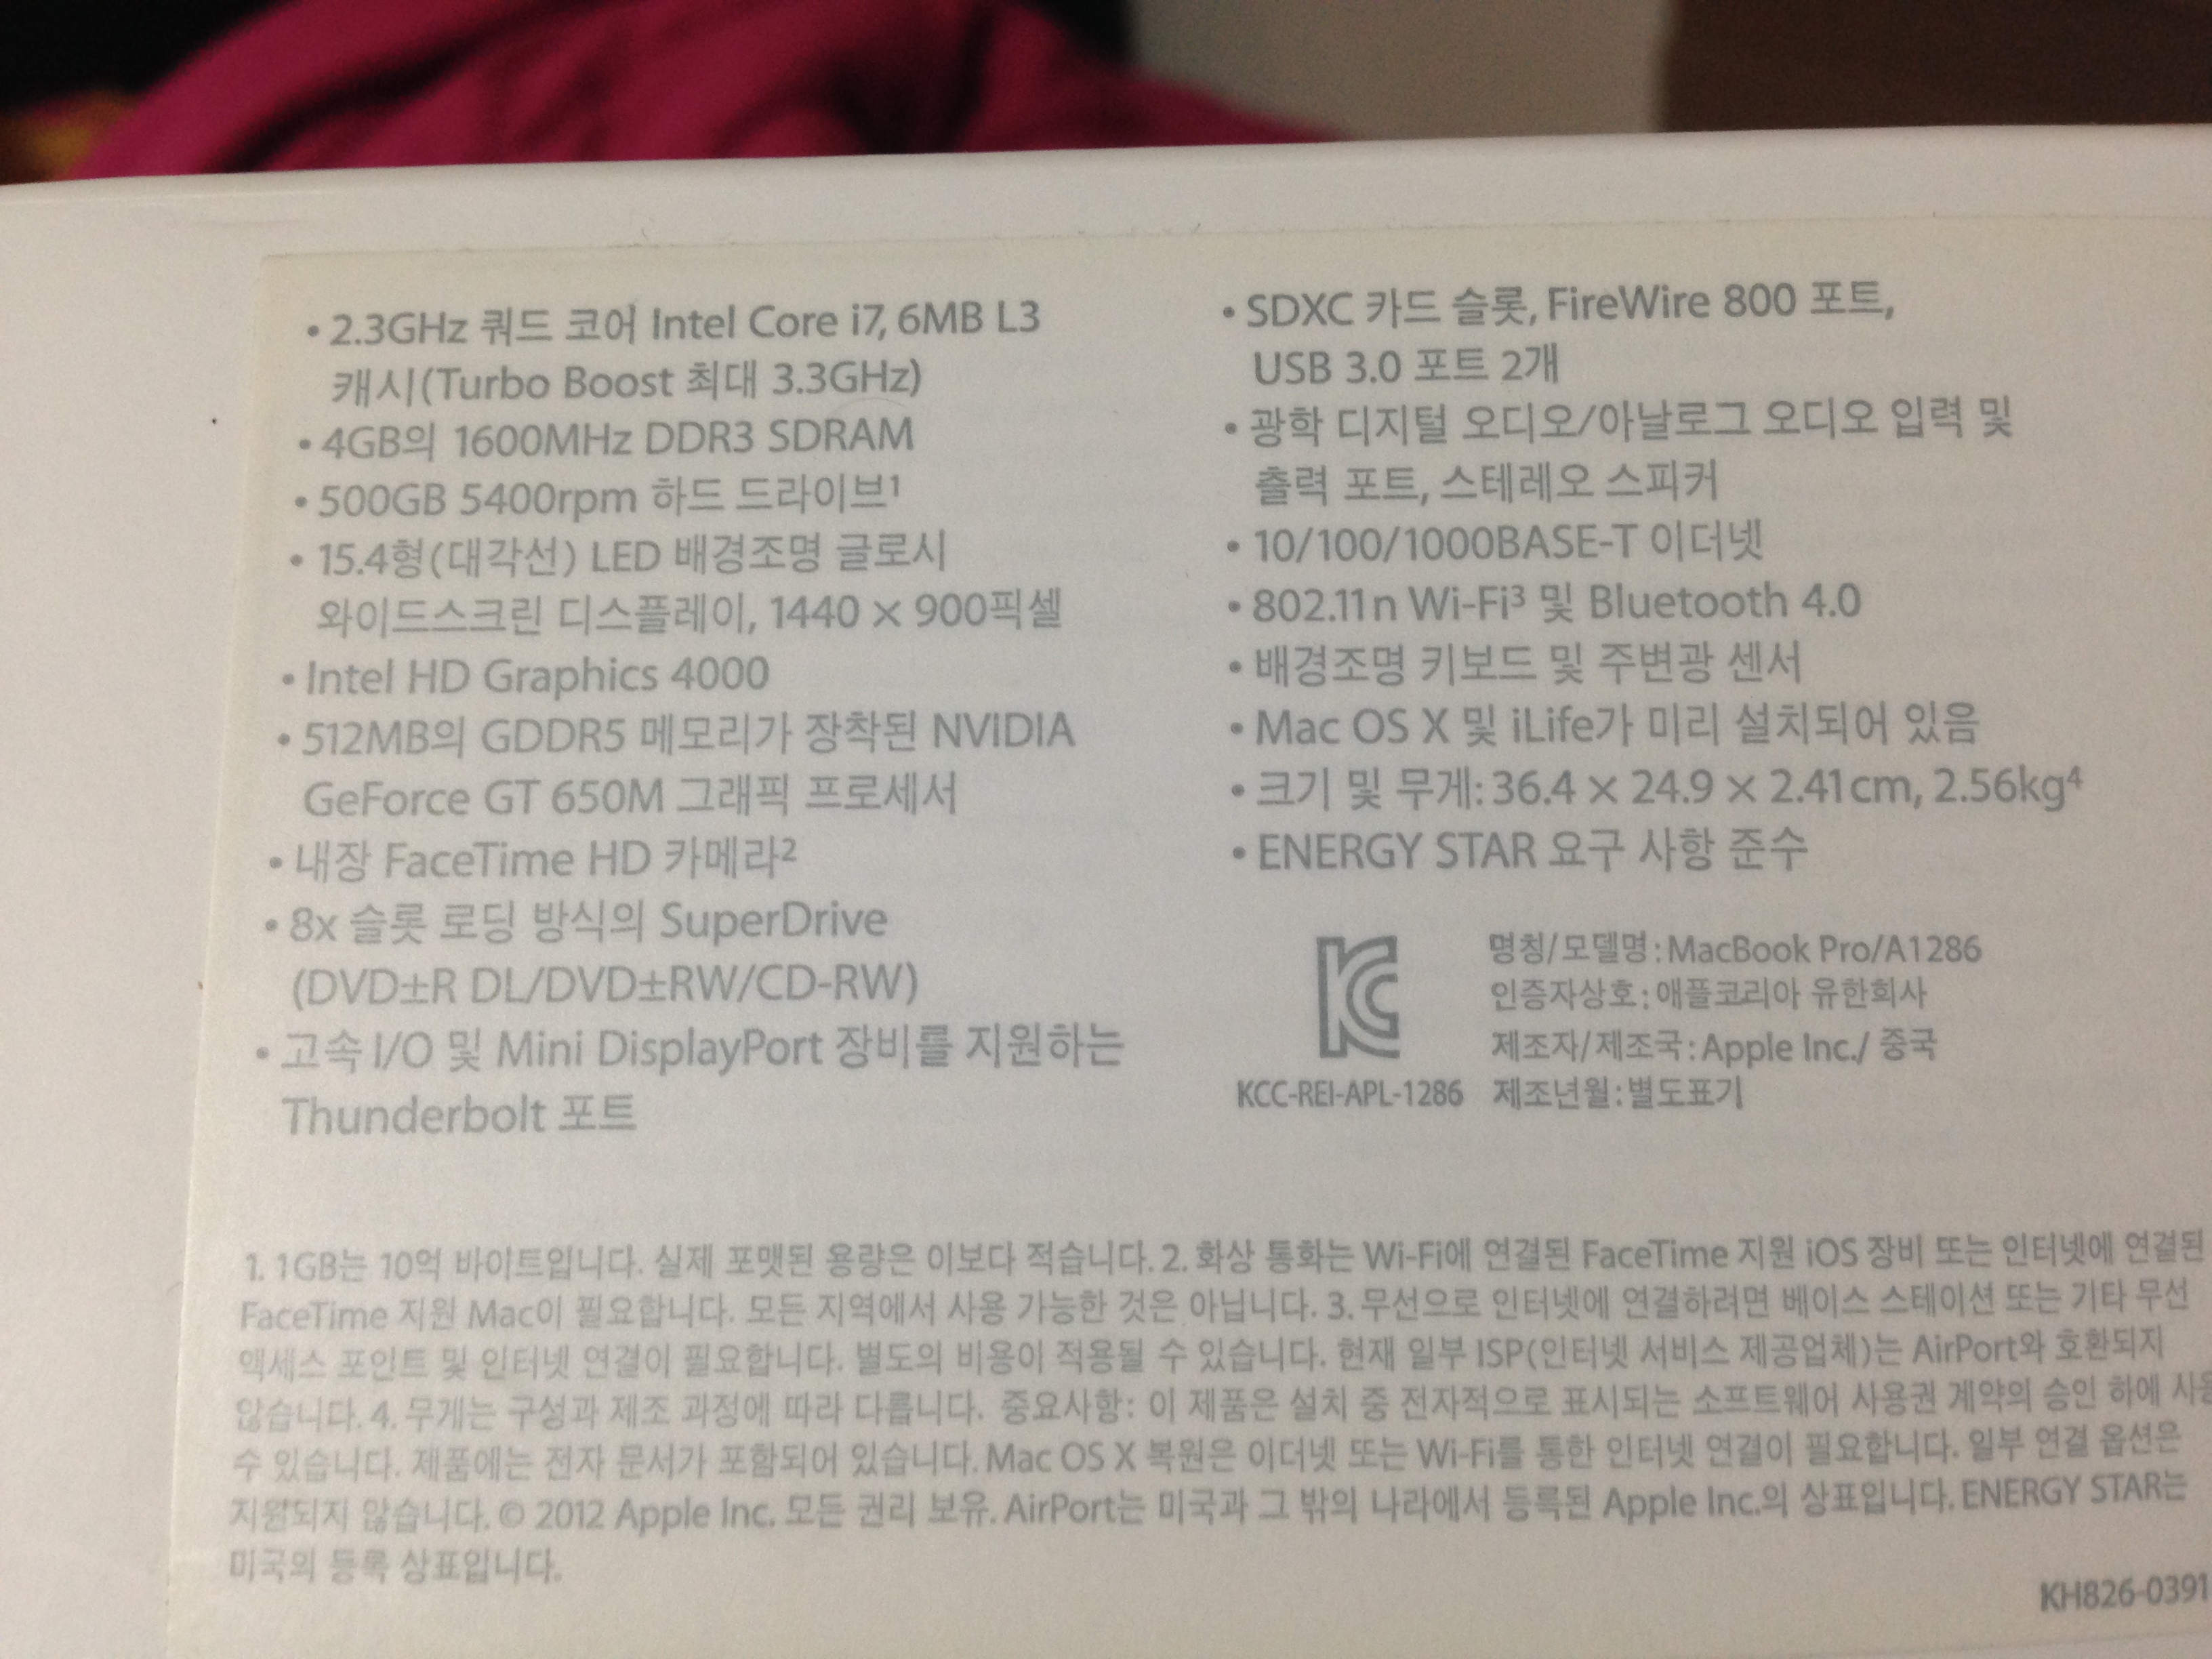 • 2.3GHz 쿼드 코어 Intel Core i7, 6MB L3
캐시(Turbo Boost 최대 3.3GHz)
• 4GB의 1600MHz DDR3 SDRAM
• 500GB 5400rpm 하드 드라이브¹
• 15.4형(대각선) LED 배경조명 글로시
와이드스크린 디스플레이, 1440 × 900픽셀
• Intel HD Graphics 4000
• 512MB의 GDDR5 메모리가 장착된 NVIDIA
GeForce GT 650M 그래픽 프로세서
• 내장 FaceTime HD 카메라²
• 8x 슬롯 로딩 방식의 SuperDrive
(DVD±R DL/DVD±RW/CD-RW)
• 고속 I/O 및 Mini DisplayPort 장비를 지원하는
Thunderbolt 포트
• SDXC 카드 슬롯, FireWire 800 포트,
USB 3.0 포트 2개
• 광학 디지털 오디오/아날로그 오디오 입력 및
출력 포트, 스테레오 스피커
• 10/100/1000BASE-T 이더넷
• 802.11n Wi-Fi³ 및 Bluetooth 4.0
• 배경조명 키보드 및 주변광 센서
• Mac OS X 및 iLife가 미리 설치되어 있음
• 크기 및 무게: 36.4 × 24.9 × 2.41cm, 2.56kg⁴
• ENERGY STAR 요구 사항 준수
KCC-REI-APL-1286
명칭/모델명: MacBook Pro/A1286
인증자상호: 애플코리아 유한회사
제조자/제조국: Apple Inc./ 중국
제조년월: 별도표기
1. 1GB는 10억 바이트입니다. 실제 포맷된 용량은 이보다 적습니다. 2. 화상 통화는 Wi-Fi에 연결된 FaceTime 지원 iOS 장비 또는 인터넷에 연결된
FaceTime 지원 Mac이 필요합니다. 모든 지역에서 사용 가능한 것은 아닙니다. 3. 무선으로 인터넷에 연결하려면 베이스 스테이션 또는 기타 무선
액세스 포인트 및 인터넷 연결이 필요합니다. 별도의 비용이 적용될 수 있습니다. 현재 일부 ISP(인터넷 서비스 제공업체)는 AirPort와 호환되지
않습니다. 4. 무게는 구성과 제조 과정에 따라 다릅니다. 중요사항: 이 제품은 설치 중 전자적으로 표시되는 소프트웨어 사용권 계약의 승인 하에 사용
수 있습니다. 제품에는 전자 문서가 포함되어 있습니다. Mac OS X 복원은 이더넷 또는 Wi-Fi를 통한 인터넷 연결이 필요합니다. 일부 연결 옵션은
지원되지 않습니다. © 2012 Apple Inc. 모든 권리 보유. AirPort는 미국과 그 밖의 나라에서 등록된 Apple Inc.의 상표입니다. ENERGY STAR는
미국의 등록 상표입니다.
KH826-0391